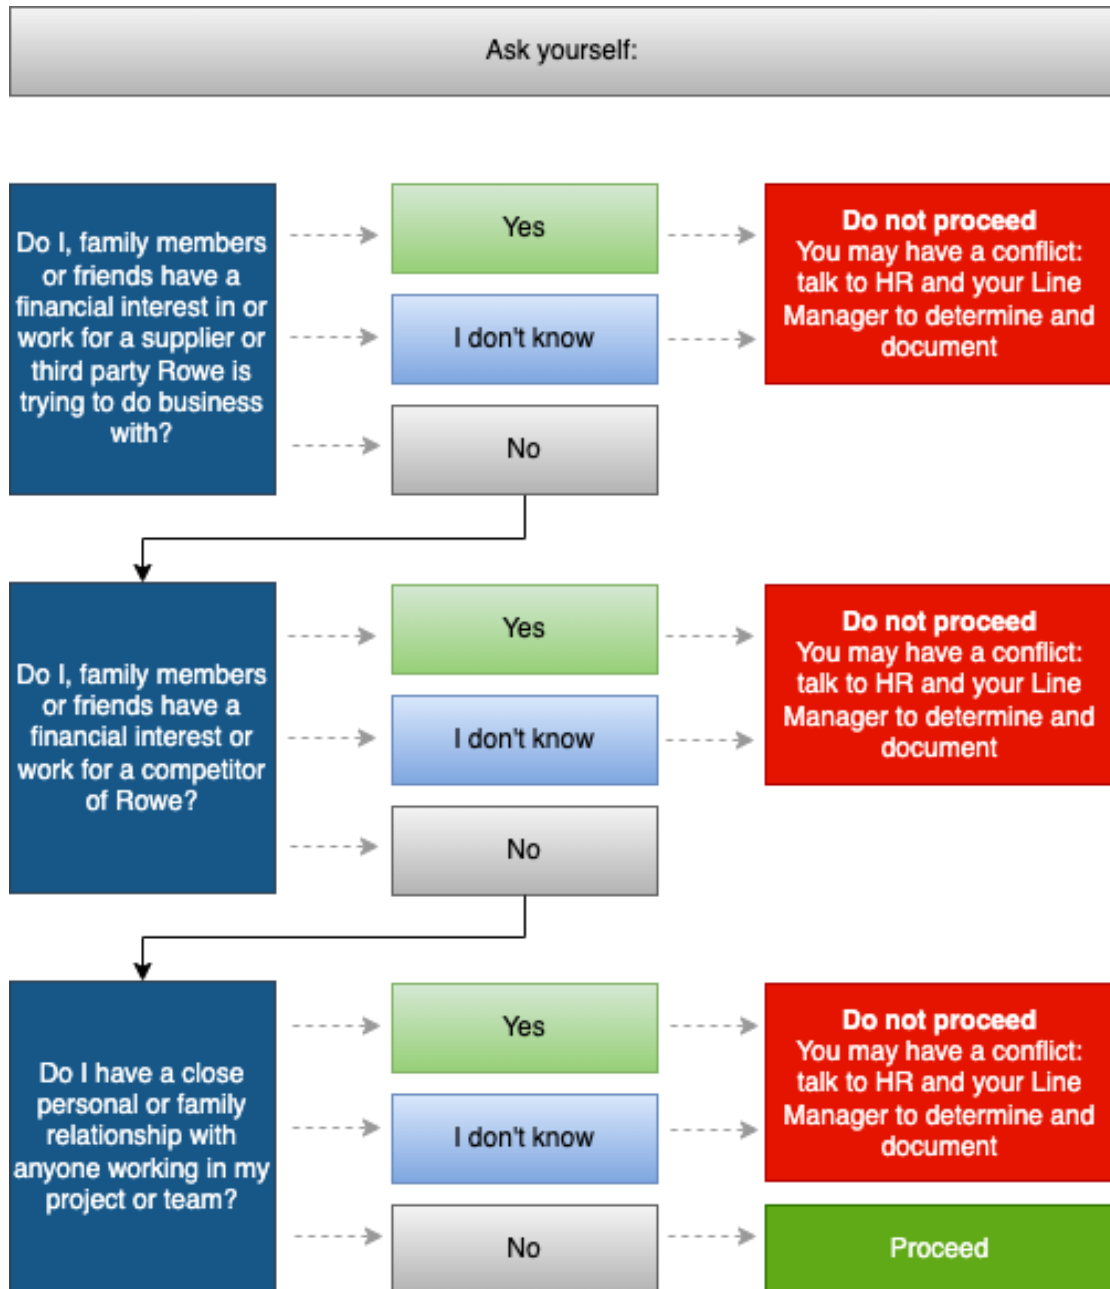 Ask yourself:
Do I, family members
or friends have a
financial interest in or
work for a supplier or
third party Rowe is
trying to do business
with?
Yes
I don't know
No
Do not proceed
You may have a conflict:
talk to HR and your Line
Manager to determine and
document
Do I, family members
or friends have a
financial interest or
work for a competitor
of Rowe?
Yes
I don't know
No
Do not proceed
You may have a conflict:
talk to HR and your Line
Manager to determine and
document
Do I have a close
personal or family
relationship with
anyone working in my
project or team?
Yes
I don't know
No
Do not proceed
You may have a conflict:
talk to HR and your Line
Manager to determine and
document
Proceed